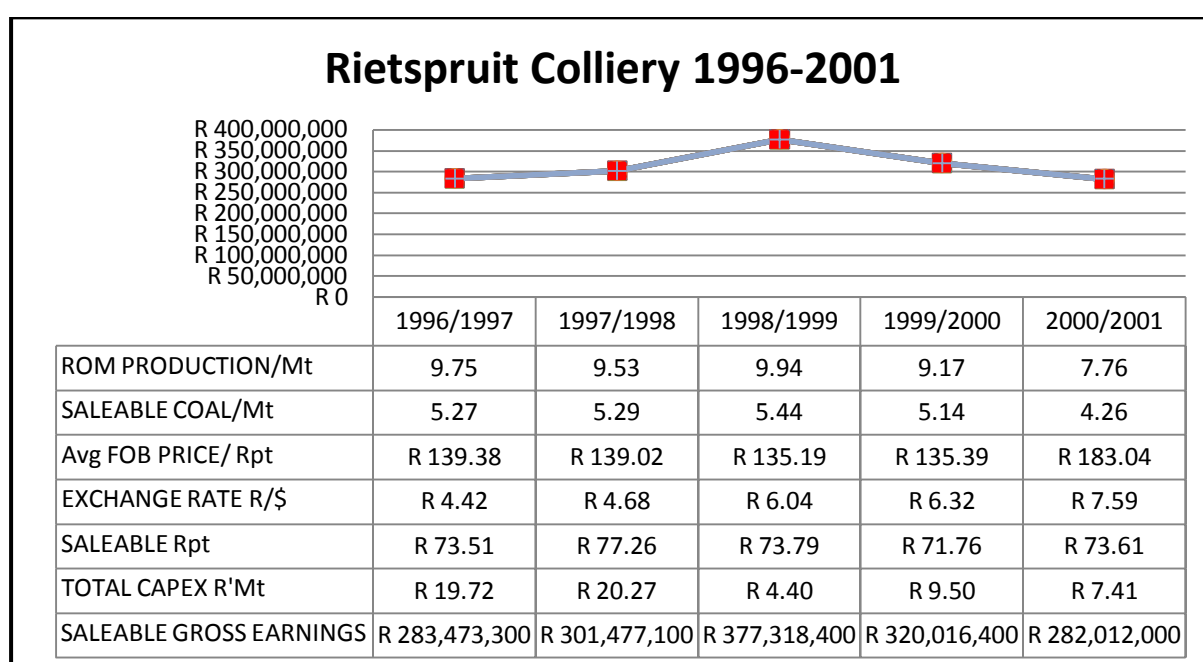 Rietspruit Colliery 1996-2001
R 400,000,000
R 350,000,000
R 300,000,000
R 250,000,000
R 200,000,000
R 150,000,000
R 100,000,000
R 50,000,000
R 0
1996/1997 1997/1998 1998/1999 1999/2000 2000/2001
ROM PRODUCTION/Mt 9.75 9.53 9.94 9.17 7.76
SALEABLE COAL/Mt 5.27 5.29 5.44 5.14 4.26
Avg FOB PRICE/ Rpt R 139.38 R 139.02 R 135.19 R 135.39 R 183.04
EXCHANGE RATE R/$ R 4.42 R 4.68 R 6.04 R 6.32 R 7.59
SALEABLE Rpt R 73.51 R 77.26 R 73.79 R 71.76 R 73.61
TOTAL CAPEX R'Mt R 19.72 R 20.27 R 4.40 R 9.50 R 7.41
SALEABLE GROSS EARNINGS R 283,473,300 R 301,477,100 R 377,318,400 R 320,016,400 R 282,012,000